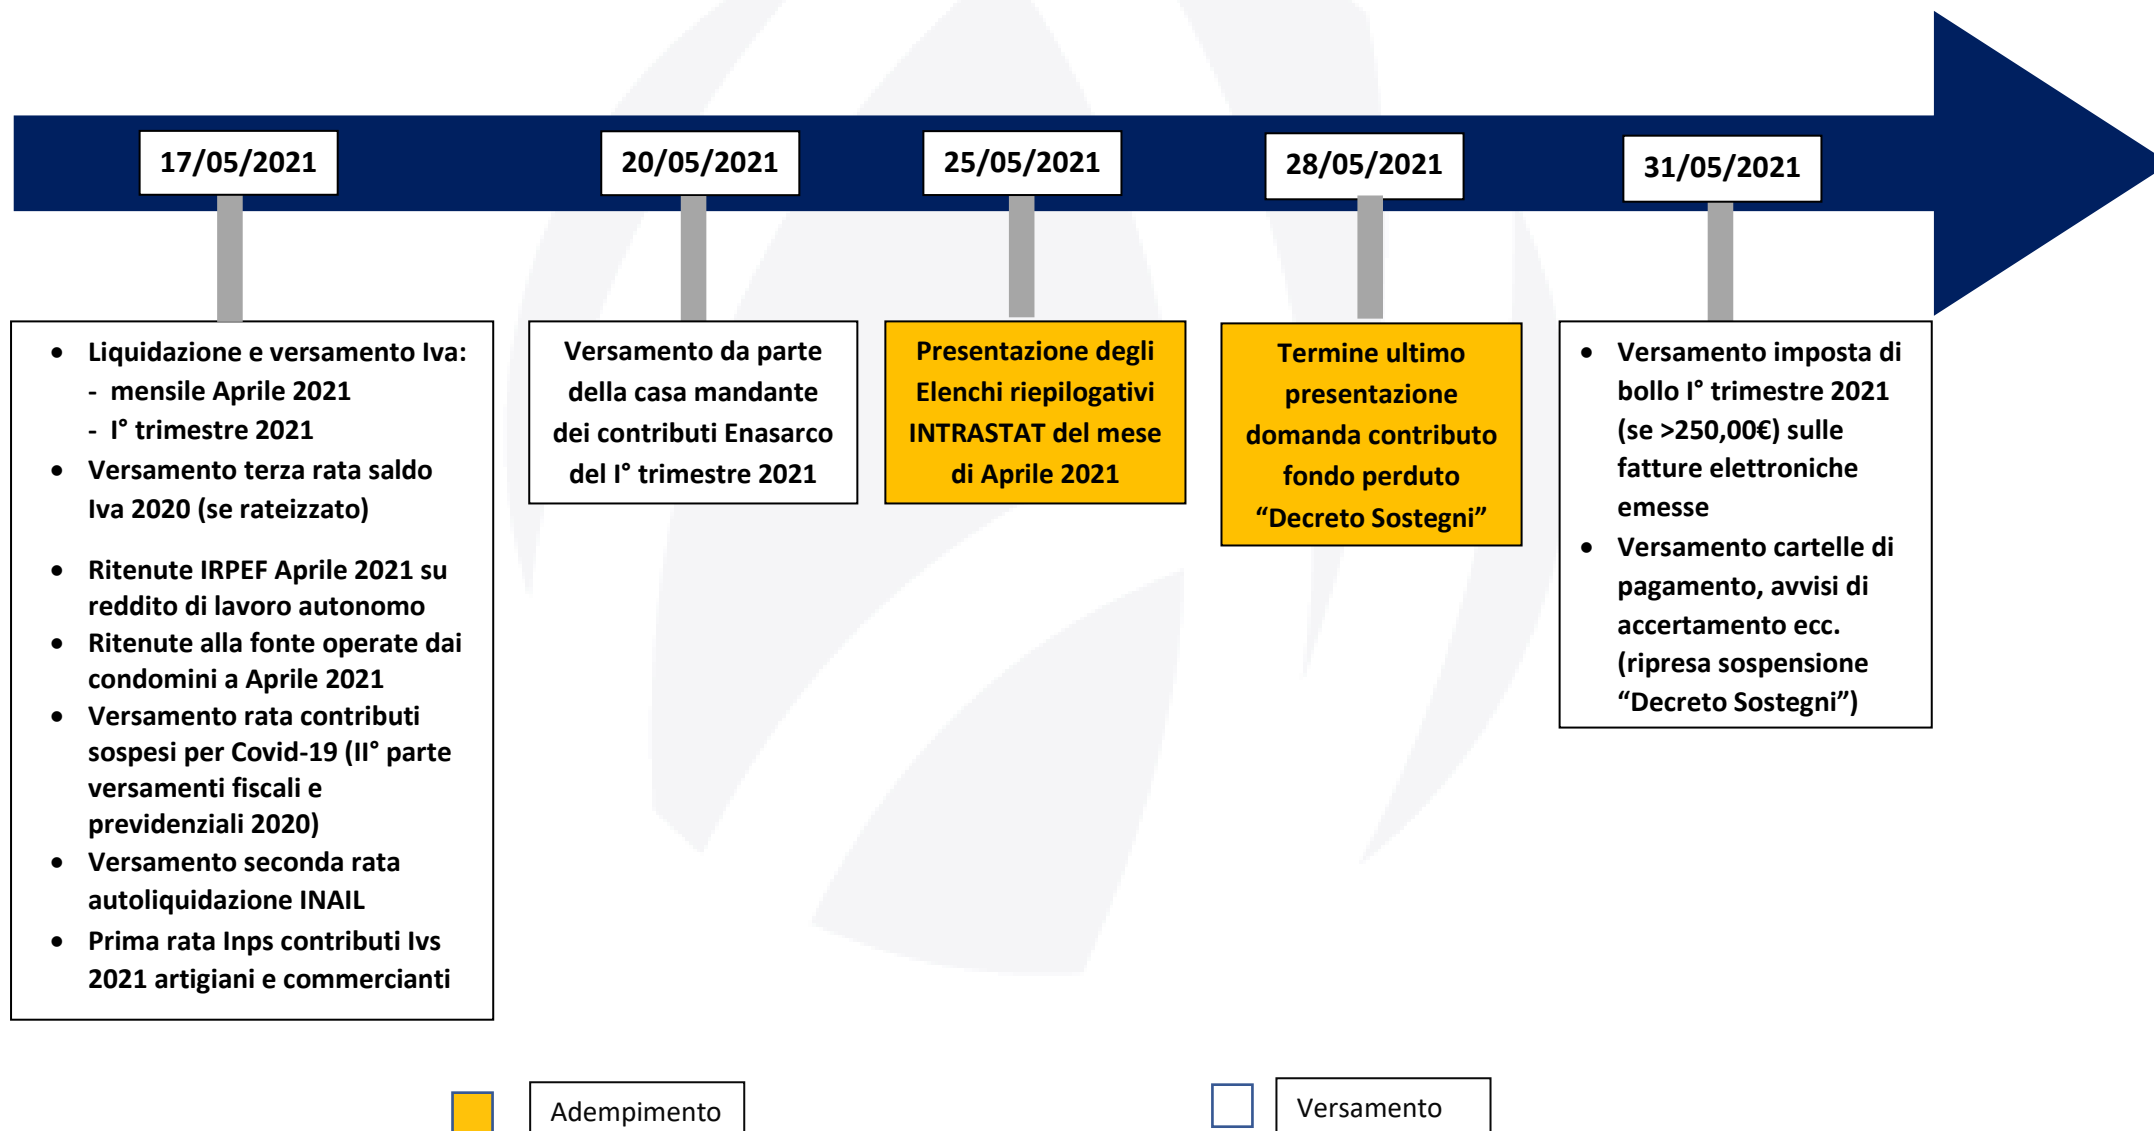 17/05/2021
20/05/2021
25/05/2021
28/05/2021
31/05/2021
• Liquidazione e versamento Iva:
- mensile Aprile 2021
- I° trimestre 2021
• Versamento terza rata saldo
Iva 2020 (se rateizzato)
• Ritenute IRPEF Aprile 2021 su
reddito di lavoro autonomo
• Ritenute alla fonte operate dai
condomini a Aprile 2021
• Versamento rata contributi
sospesi per Covid-19 (II° parte
versamenti fiscali e
previdenziali 2020)
• Versamento seconda rata
autoliquidazione INAIL
• Prima rata Inps contributi Ivs
2021 artigiani e commercianti
Versamento da parte
della casa mandante
dei contributi Enasarco
del I° trimestre 2021
Presentazione degli
Elenchi riepilogativi
INTRASTAT del mese
di Aprile 2021
Termine ultimo
presentazione
domanda contributo
fondo perduto
“Decreto Sostegni”
• Versamento imposta di
bollo I° trimestre 2021
(se >250,00€) sulle
fatture elettroniche
emesse
• Versamento cartelle di
pagamento, avvisi di
accertamento ecc.
(ripresa sospensione
“Decreto Sostegni”)
Adempimento
Versamento